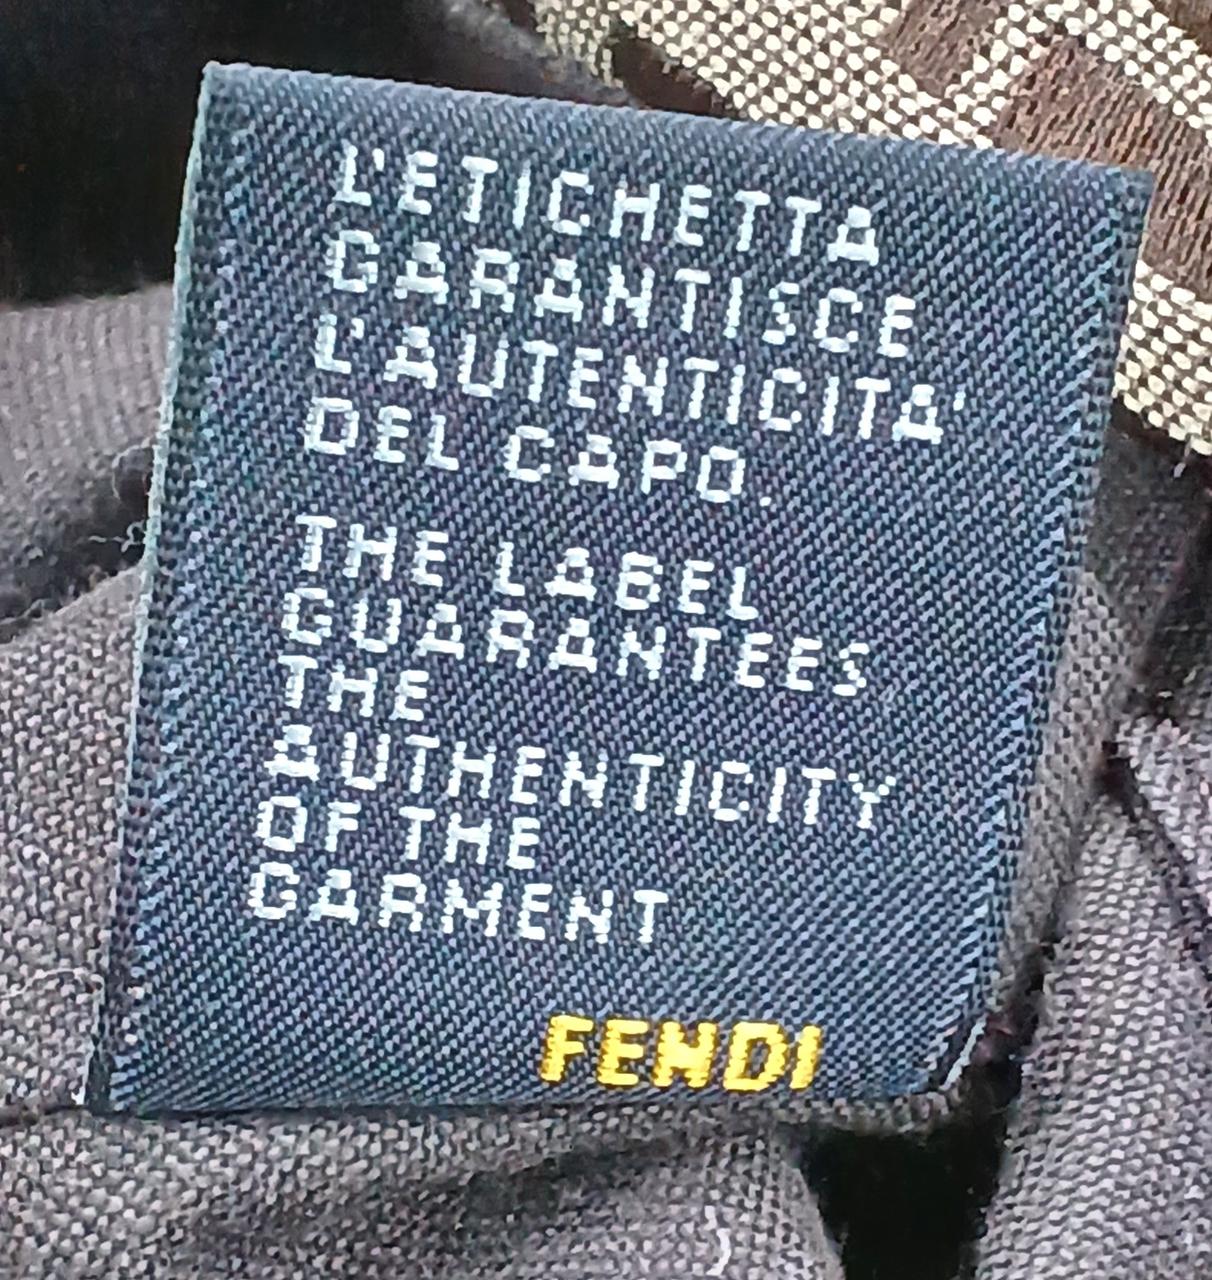 L'ETICHETTA
GARANTISCE
L'AUTENTICITA'
DEL CAPO.
THE LABEL
GUARANTEES
THE
AUTHENTICITY
OF THE
GARMENT
FENDI